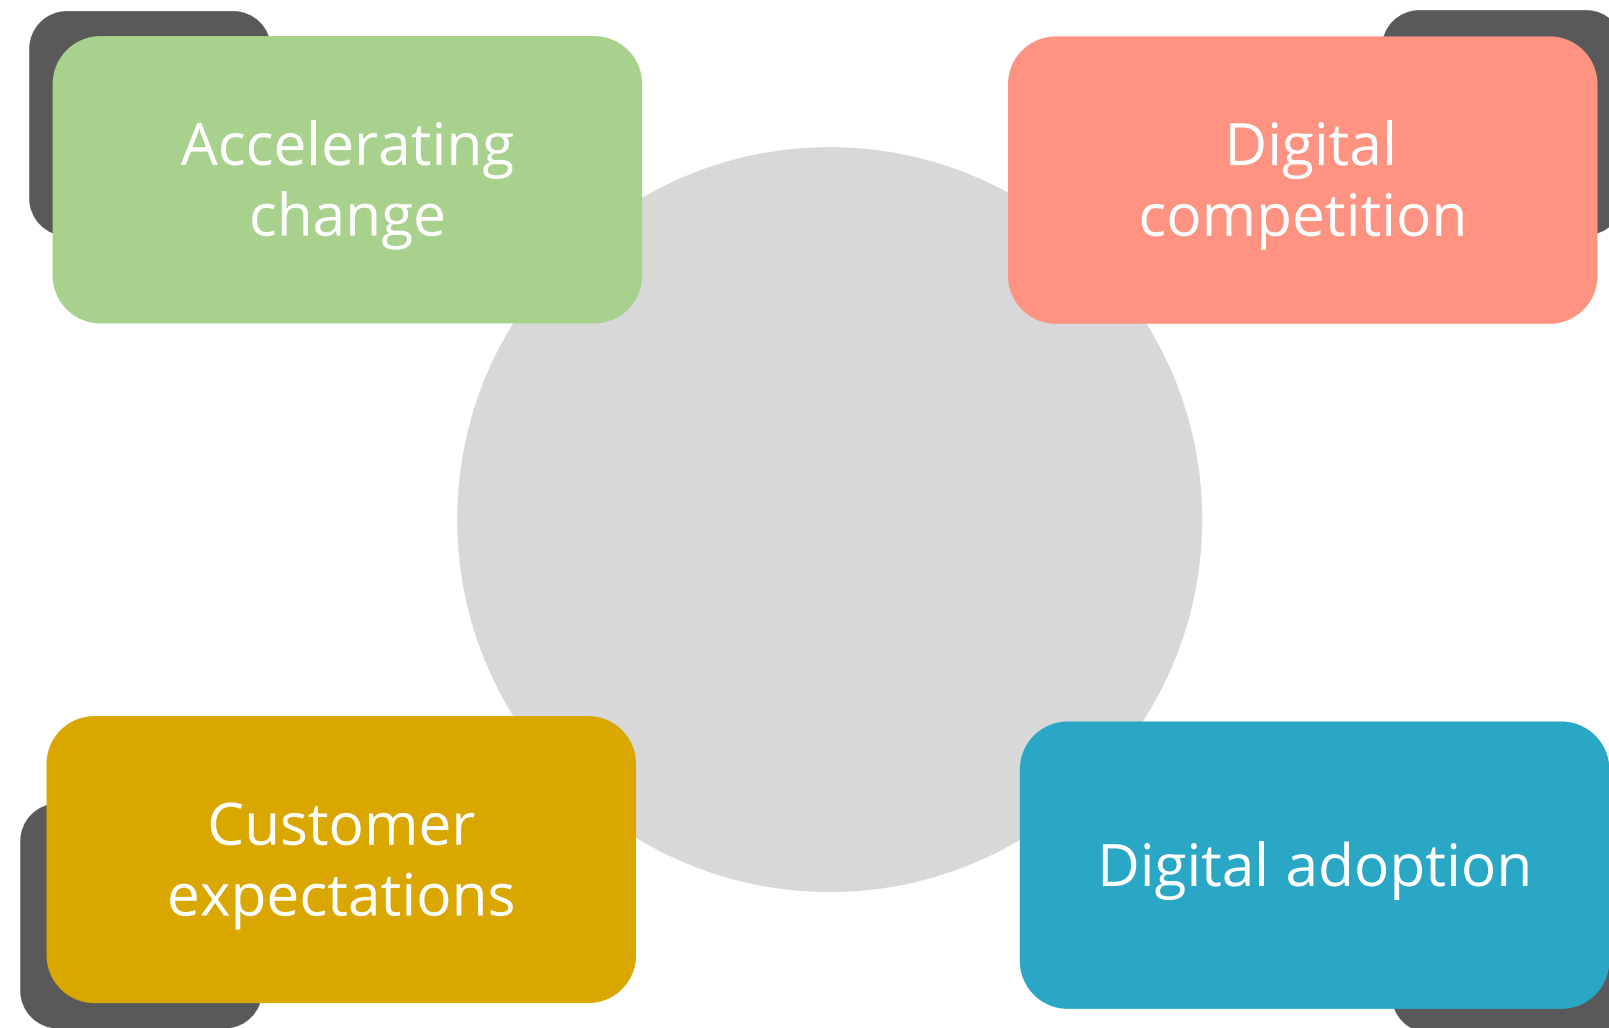 Accelerating
change
Digital
competition
Customer
expectations
Digital adoption